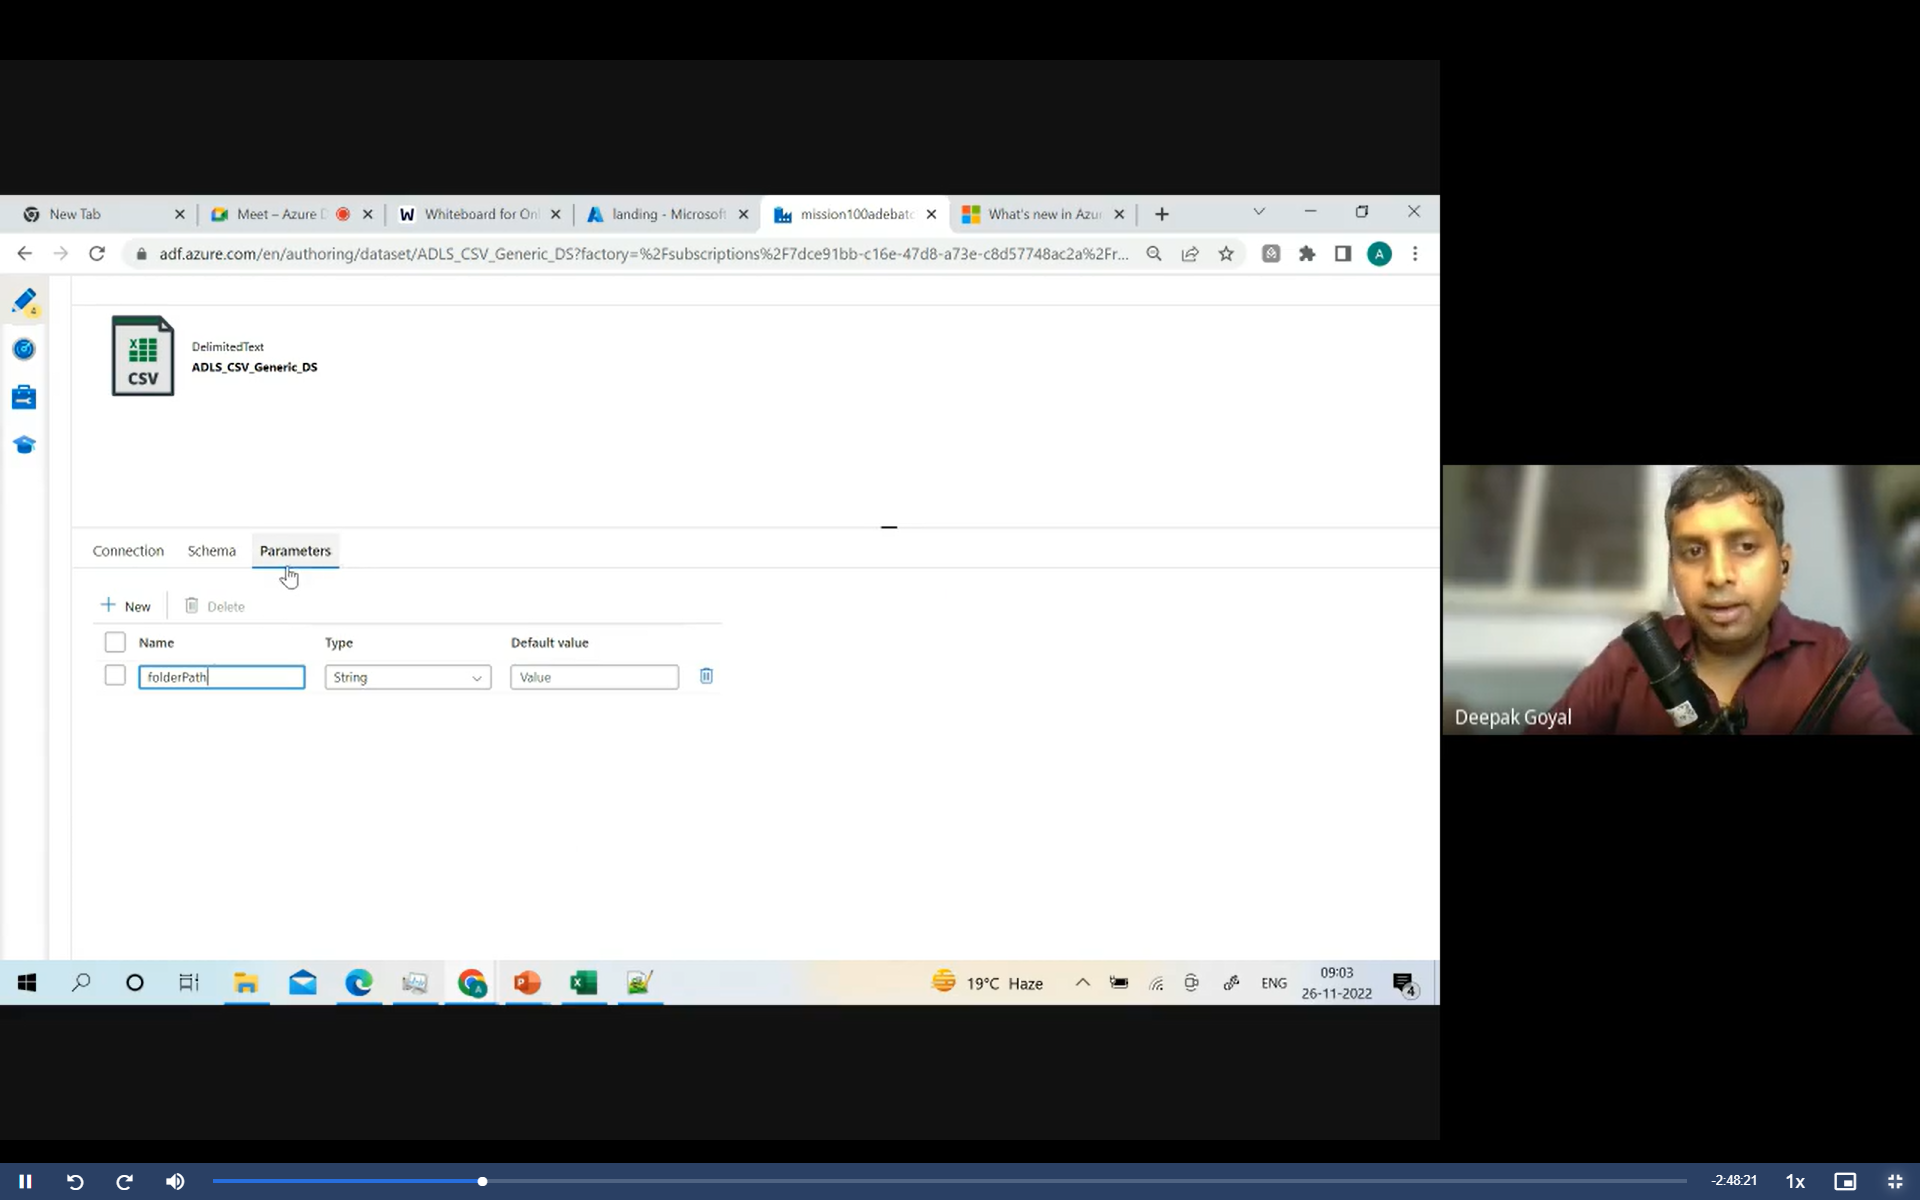 New Tab
Meet – Azure D
W Whiteboard for Onl
landing - Microsoft
mission100adebatc
What's new in Azur
adf.azure.com/en/authoring/dataset/ADLS_CSV_Generic_DS?factory=%2Fsubscriptions%2F7dce91bb-c16e-47d8-a73e-c8d57748ac2a%2Fr...
A
4
CSV
DelimitedText
ADLS_CSV_Generic_DS
Connection
Schema
Parameters
New
Delete
Name
Type
Default value
folderPath
String
Value
Deepak Goyal
19°C Haze
ENG
09:03
26-11-2022
4
-2:48:21
1x